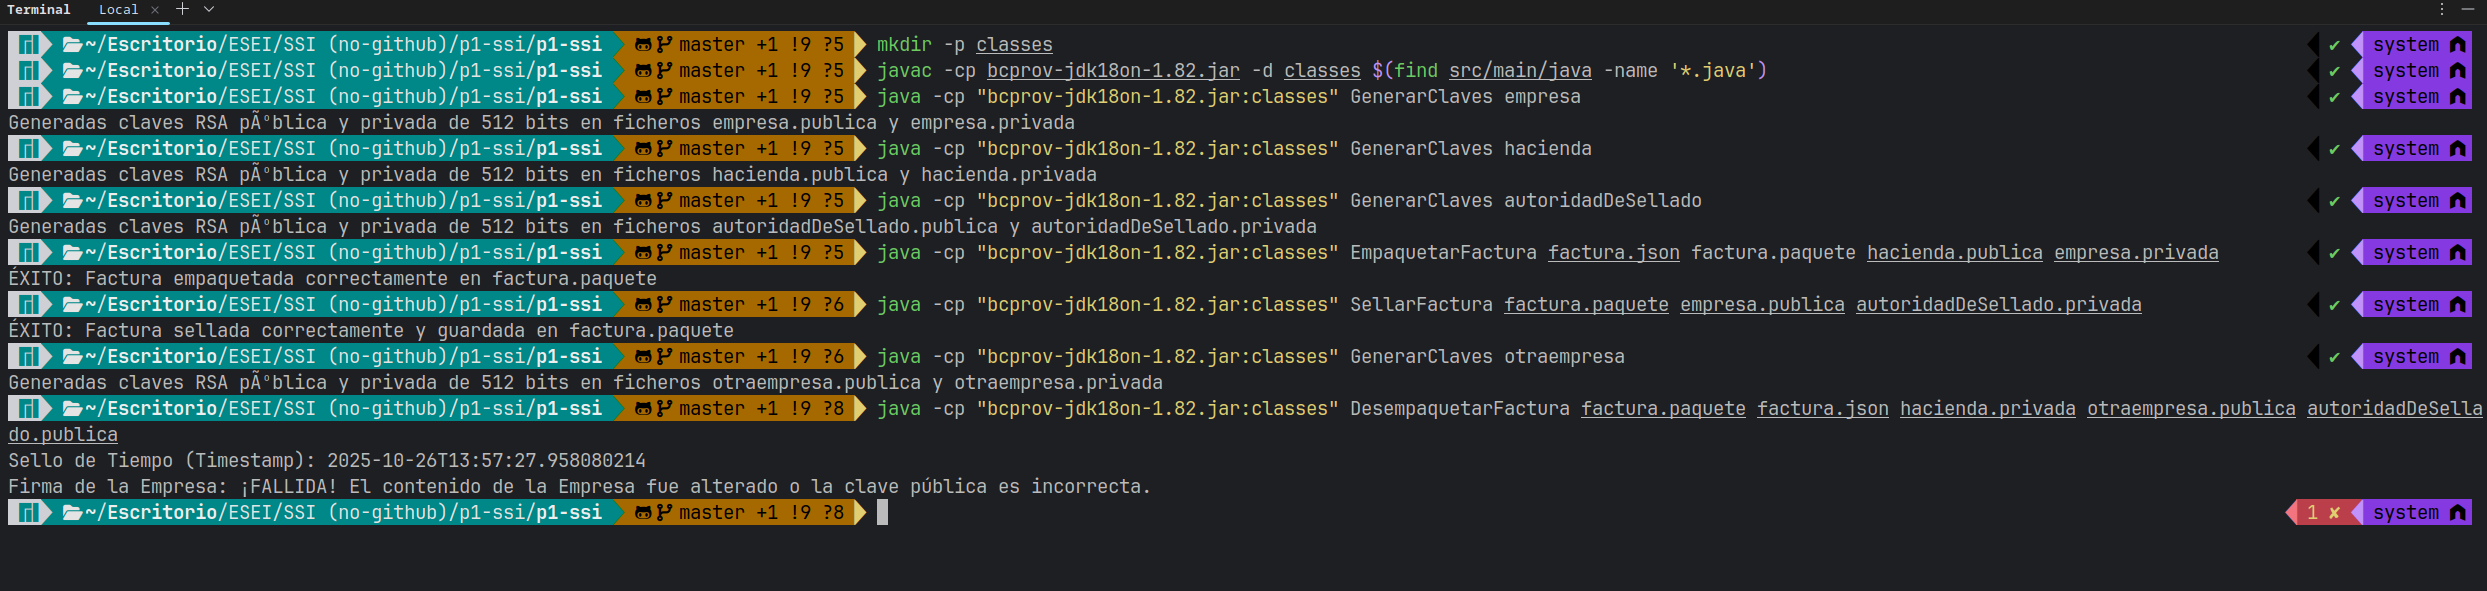 Terminal Local × + ⌄ ⋮ —
~/Escritorio/ESEI/SSI (no-github)/p1-ssi/p1-ssi master +1 !9 ?5 mkdir -p classes ✔ system
~/Escritorio/ESEI/SSI (no-github)/p1-ssi/p1-ssi master +1 !9 ?5 javac -cp bcprov-jdk18on-1.82.jar -d classes $(find src/main/java -name '*.java') ✔ system
~/Escritorio/ESEI/SSI (no-github)/p1-ssi/p1-ssi master +1 !9 ?5 java -cp "bcprov-jdk18on-1.82.jar:classes" GenerarClaves empresa ✔ system
Generadas claves RSA pÃºblica y privada de 512 bits en ficheros empresa.publica y empresa.privada
~/Escritorio/ESEI/SSI (no-github)/p1-ssi/p1-ssi master +1 !9 ?5 java -cp "bcprov-jdk18on-1.82.jar:classes" GenerarClaves hacienda ✔ system
Generadas claves RSA pÃºblica y privada de 512 bits en ficheros hacienda.publica y hacienda.privada
~/Escritorio/ESEI/SSI (no-github)/p1-ssi/p1-ssi master +1 !9 ?5 java -cp "bcprov-jdk18on-1.82.jar:classes" GenerarClaves autoridadDeSellado ✔ system
Generadas claves RSA pÃºblica y privada de 512 bits en ficheros autoridadDeSellado.publica y autoridadDeSellado.privada
~/Escritorio/ESEI/SSI (no-github)/p1-ssi/p1-ssi master +1 !9 ?5 java -cp "bcprov-jdk18on-1.82.jar:classes" EmpaquetarFactura factura.json factura.paquete hacienda.publica empresa.privada ✔ system
ÉXITO: Factura empaquetada correctamente en factura.paquete
~/Escritorio/ESEI/SSI (no-github)/p1-ssi/p1-ssi master +1 !9 ?6 java -cp "bcprov-jdk18on-1.82.jar:classes" SellarFactura factura.paquete empresa.publica autoridadDeSellado.privada ✔ system
ÉXITO: Factura sellada correctamente y guardada en factura.paquete
~/Escritorio/ESEI/SSI (no-github)/p1-ssi/p1-ssi master +1 !9 ?6 java -cp "bcprov-jdk18on-1.82.jar:classes" GenerarClaves otraempresa ✔ system
Generadas claves RSA pÃºblica y privada de 512 bits en ficheros otraempresa.publica y otraempresa.privada
~/Escritorio/ESEI/SSI (no-github)/p1-ssi/p1-ssi master +1 !9 ?8 java -cp "bcprov-jdk18on-1.82.jar:classes" DesempaquetarFactura factura.paquete factura.json hacienda.privada otraempresa.publica autoridadDeSella
do.publica
Sello de Tiempo (Timestamp): 2025-10-26T13:57:27.958080214
Firma de la Empresa: ¡FALLIDA! El contenido de la Empresa fue alterado o la clave pública es incorrecta.
~/Escritorio/ESEI/SSI (no-github)/p1-ssi/p1-ssi master +1 !9 ?8 1 ✘ system